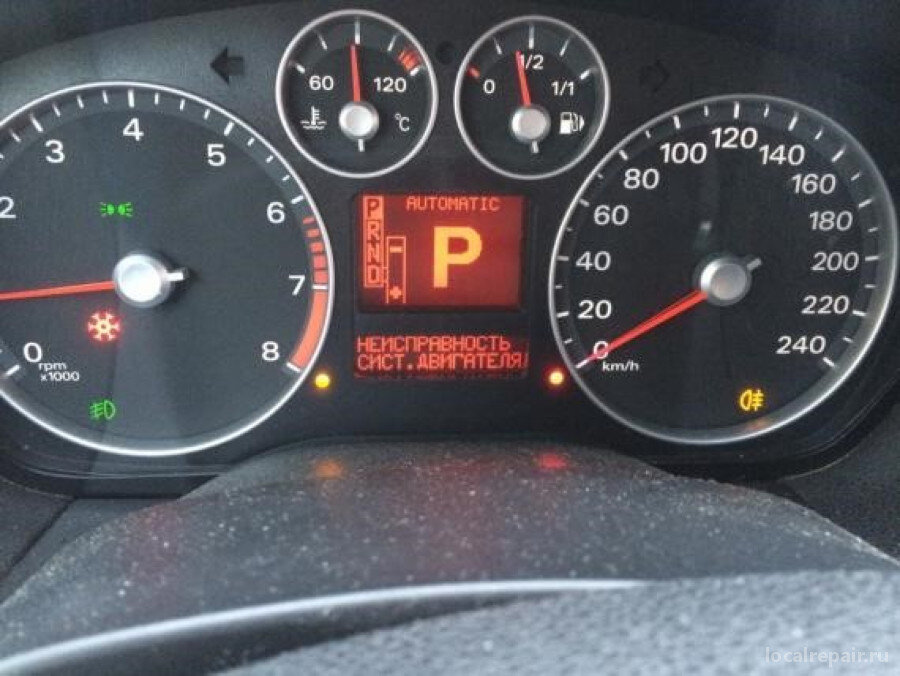 60
120
°C
0
1/2
1/1
2
3
4
5
6
7
8
0
rpm
x1000
AUTOMATIC
P
R
N
D
P
-
+
НЕИСПРАВНОСТЬ
СИСТ.ДВИГАТЕЛЯ
0
20
40
60
80
100
120
140
160
180
200
220
240
km/h
localrepair.ru